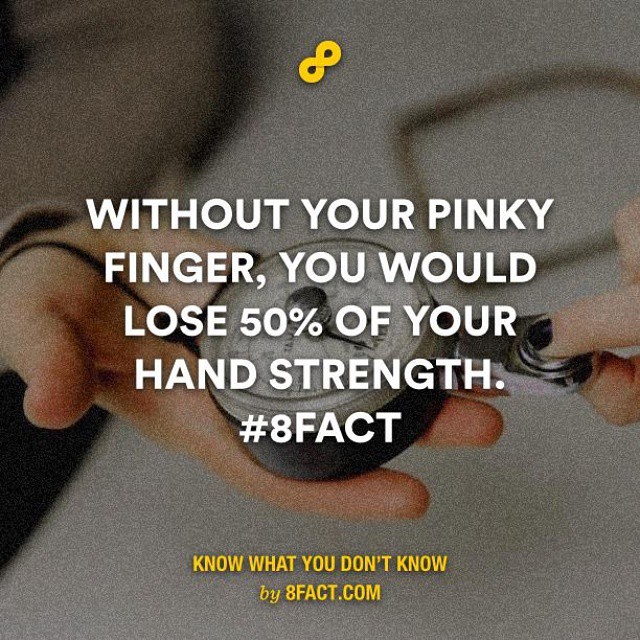 WITHOUT YOUR PINKY
FINGER, YOU WOULD
LOSE 50% OF YOUR
HAND STRENGTH.
#8FACT
KNOW WHAT YOU DON'T KNOW
by 8FACT.COM